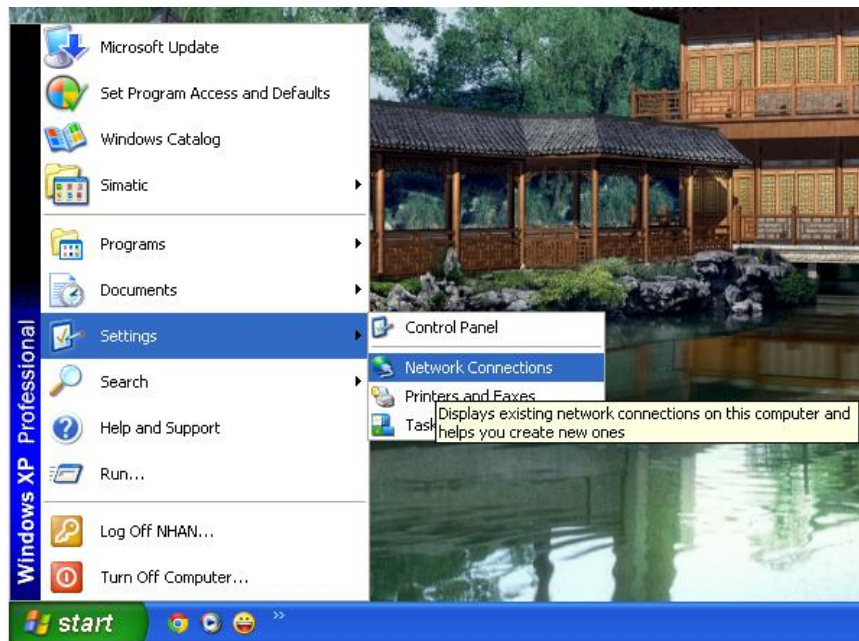 Microsoft Update
Set Program Access and Defaults
Windows Catalog
Simatic
Programs
Documents
Settings
Search
Help and Support
Run...
Log Off NHAN...
Turn Off Computer...
Windows XP Professional
Control Panel
Network Connections
Printers and Faxes
Task
Displays existing network connections on this computer and
helps you create new ones
start